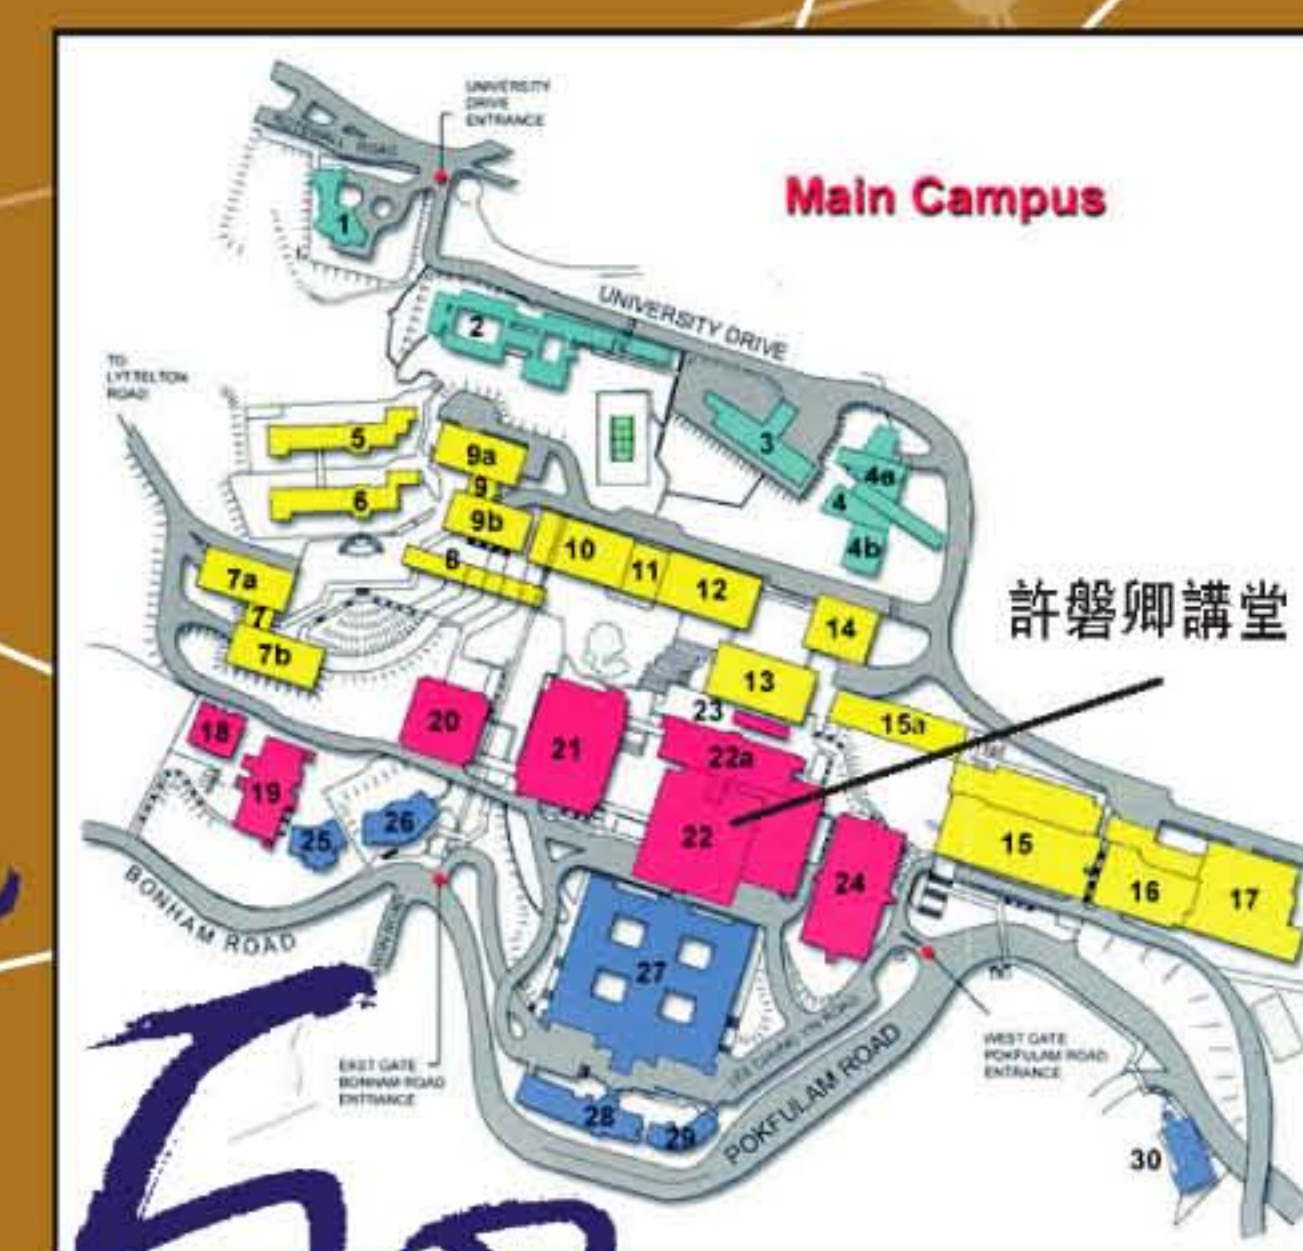 UNIVERSITY
DRIVE
ENTRANCE
Main Campus
1
UNIVERSITY DRIVE
2
TO
LYTTELTON
ROAD
3
5
9a
4a
6
9
4
9b
4b
10
8
11
12
7a
7
7b
14
許磐卿講堂
13
23
15a
20
18
21
22a
19
26
25
22
15
24
16
17
BONHAM ROAD
27
EAST GATE
BONHAM ROAD
ENTRANCE
WEST GATE
POKFULAM ROAD
ENTRANCE
POKFULAM ROAD
28
29
30